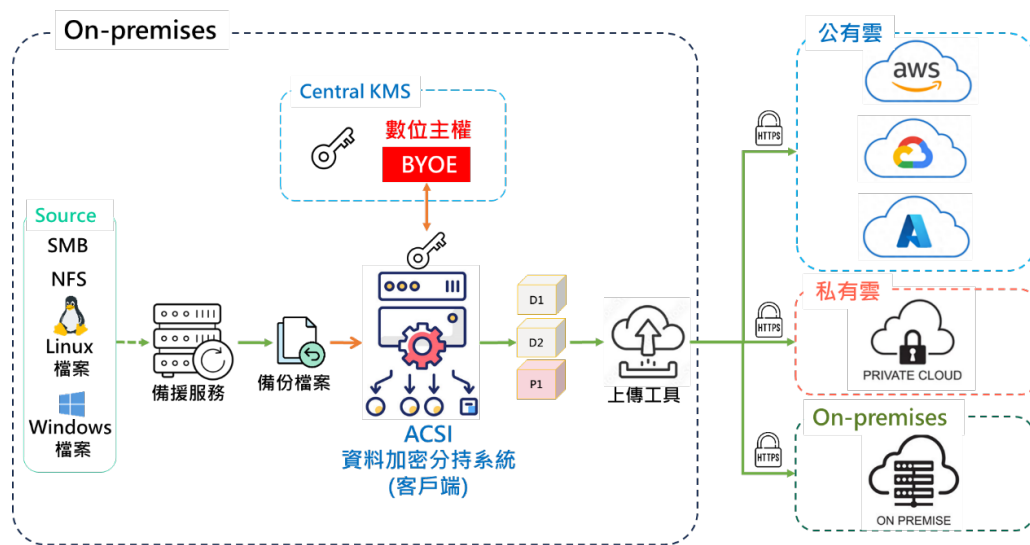 On-premises
Central KMS
數位主權
BYOE
Source
SMB
NFS
Linux
檔案
Windows
檔案
備援服務
備份檔案
ACSI
資料加密分持系統
(客戶端)
D1
D2
P1
上傳工具
HTTPS
HTTPS
HTTPS
公有雲
aws
私有雲
PRIVATE CLOUD
On-premises
ON PREMISE